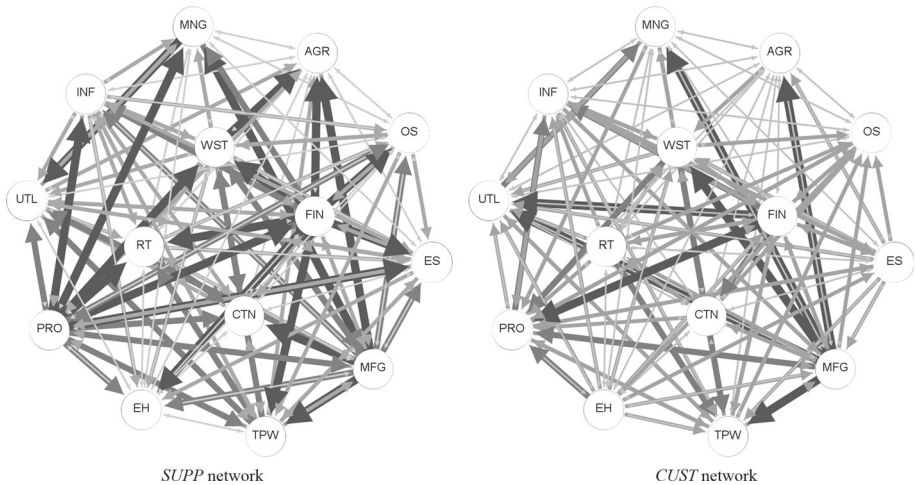 MNG
AGR
INF
OS
WST
UTL
FIN
RT
ES
CTN
PRO
MFG
EH
TPW
SUPP network
MNG
AGR
INF
OS
WST
UTL
FIN
RT
ES
CTN
PRO
MFG
EH
TPW
CUST network